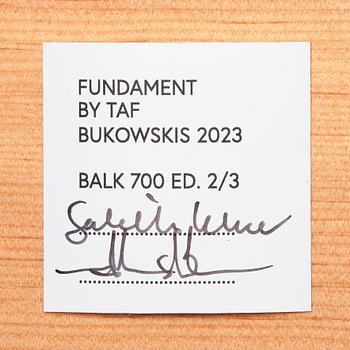 FUNDAMENT
BY TAF
BUKOWSKIS 2023
BALK 700 ED. 2/3